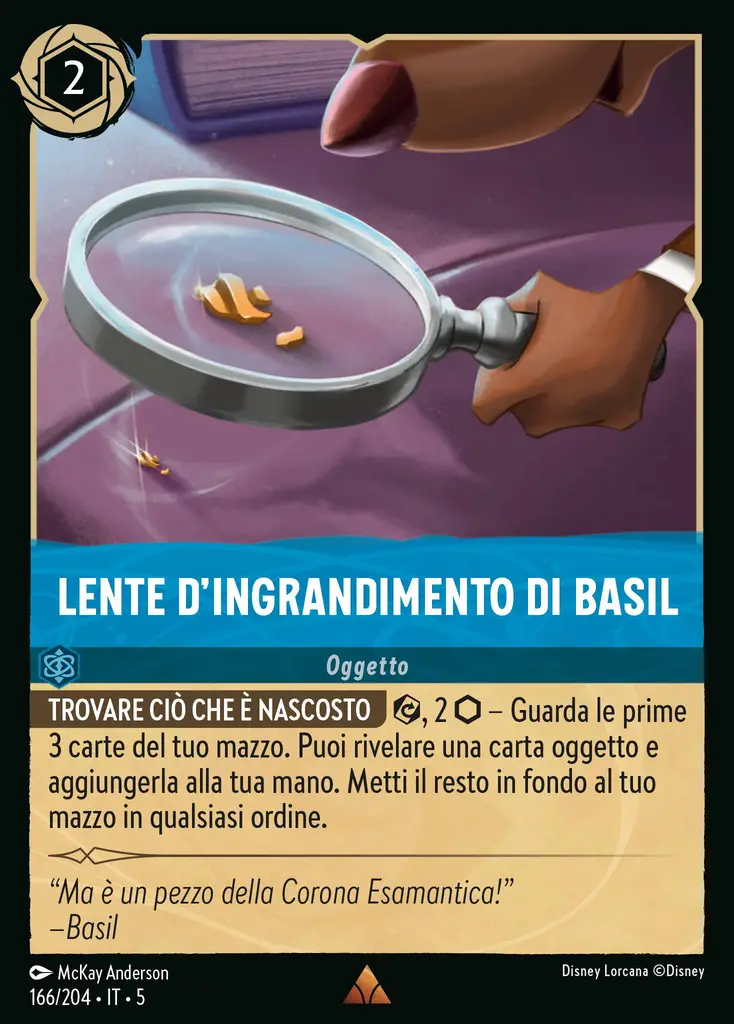 2
LENTE D’INGRANDIMENTO DI BASIL
Oggetto
TROVARE CIÒ CHE È NASCOSTO , 2 – Guarda le prime
3 carte del tuo mazzo. Puoi rivelare una carta oggetto e
aggiungerla alla tua mano. Metti il resto in fondo al tuo
mazzo in qualsiasi ordine.
“Ma è un pezzo della Corona Esamantica!”
–Basil
McKay Anderson
Disney Lorcana ©Disney
166/204 • IT • 5